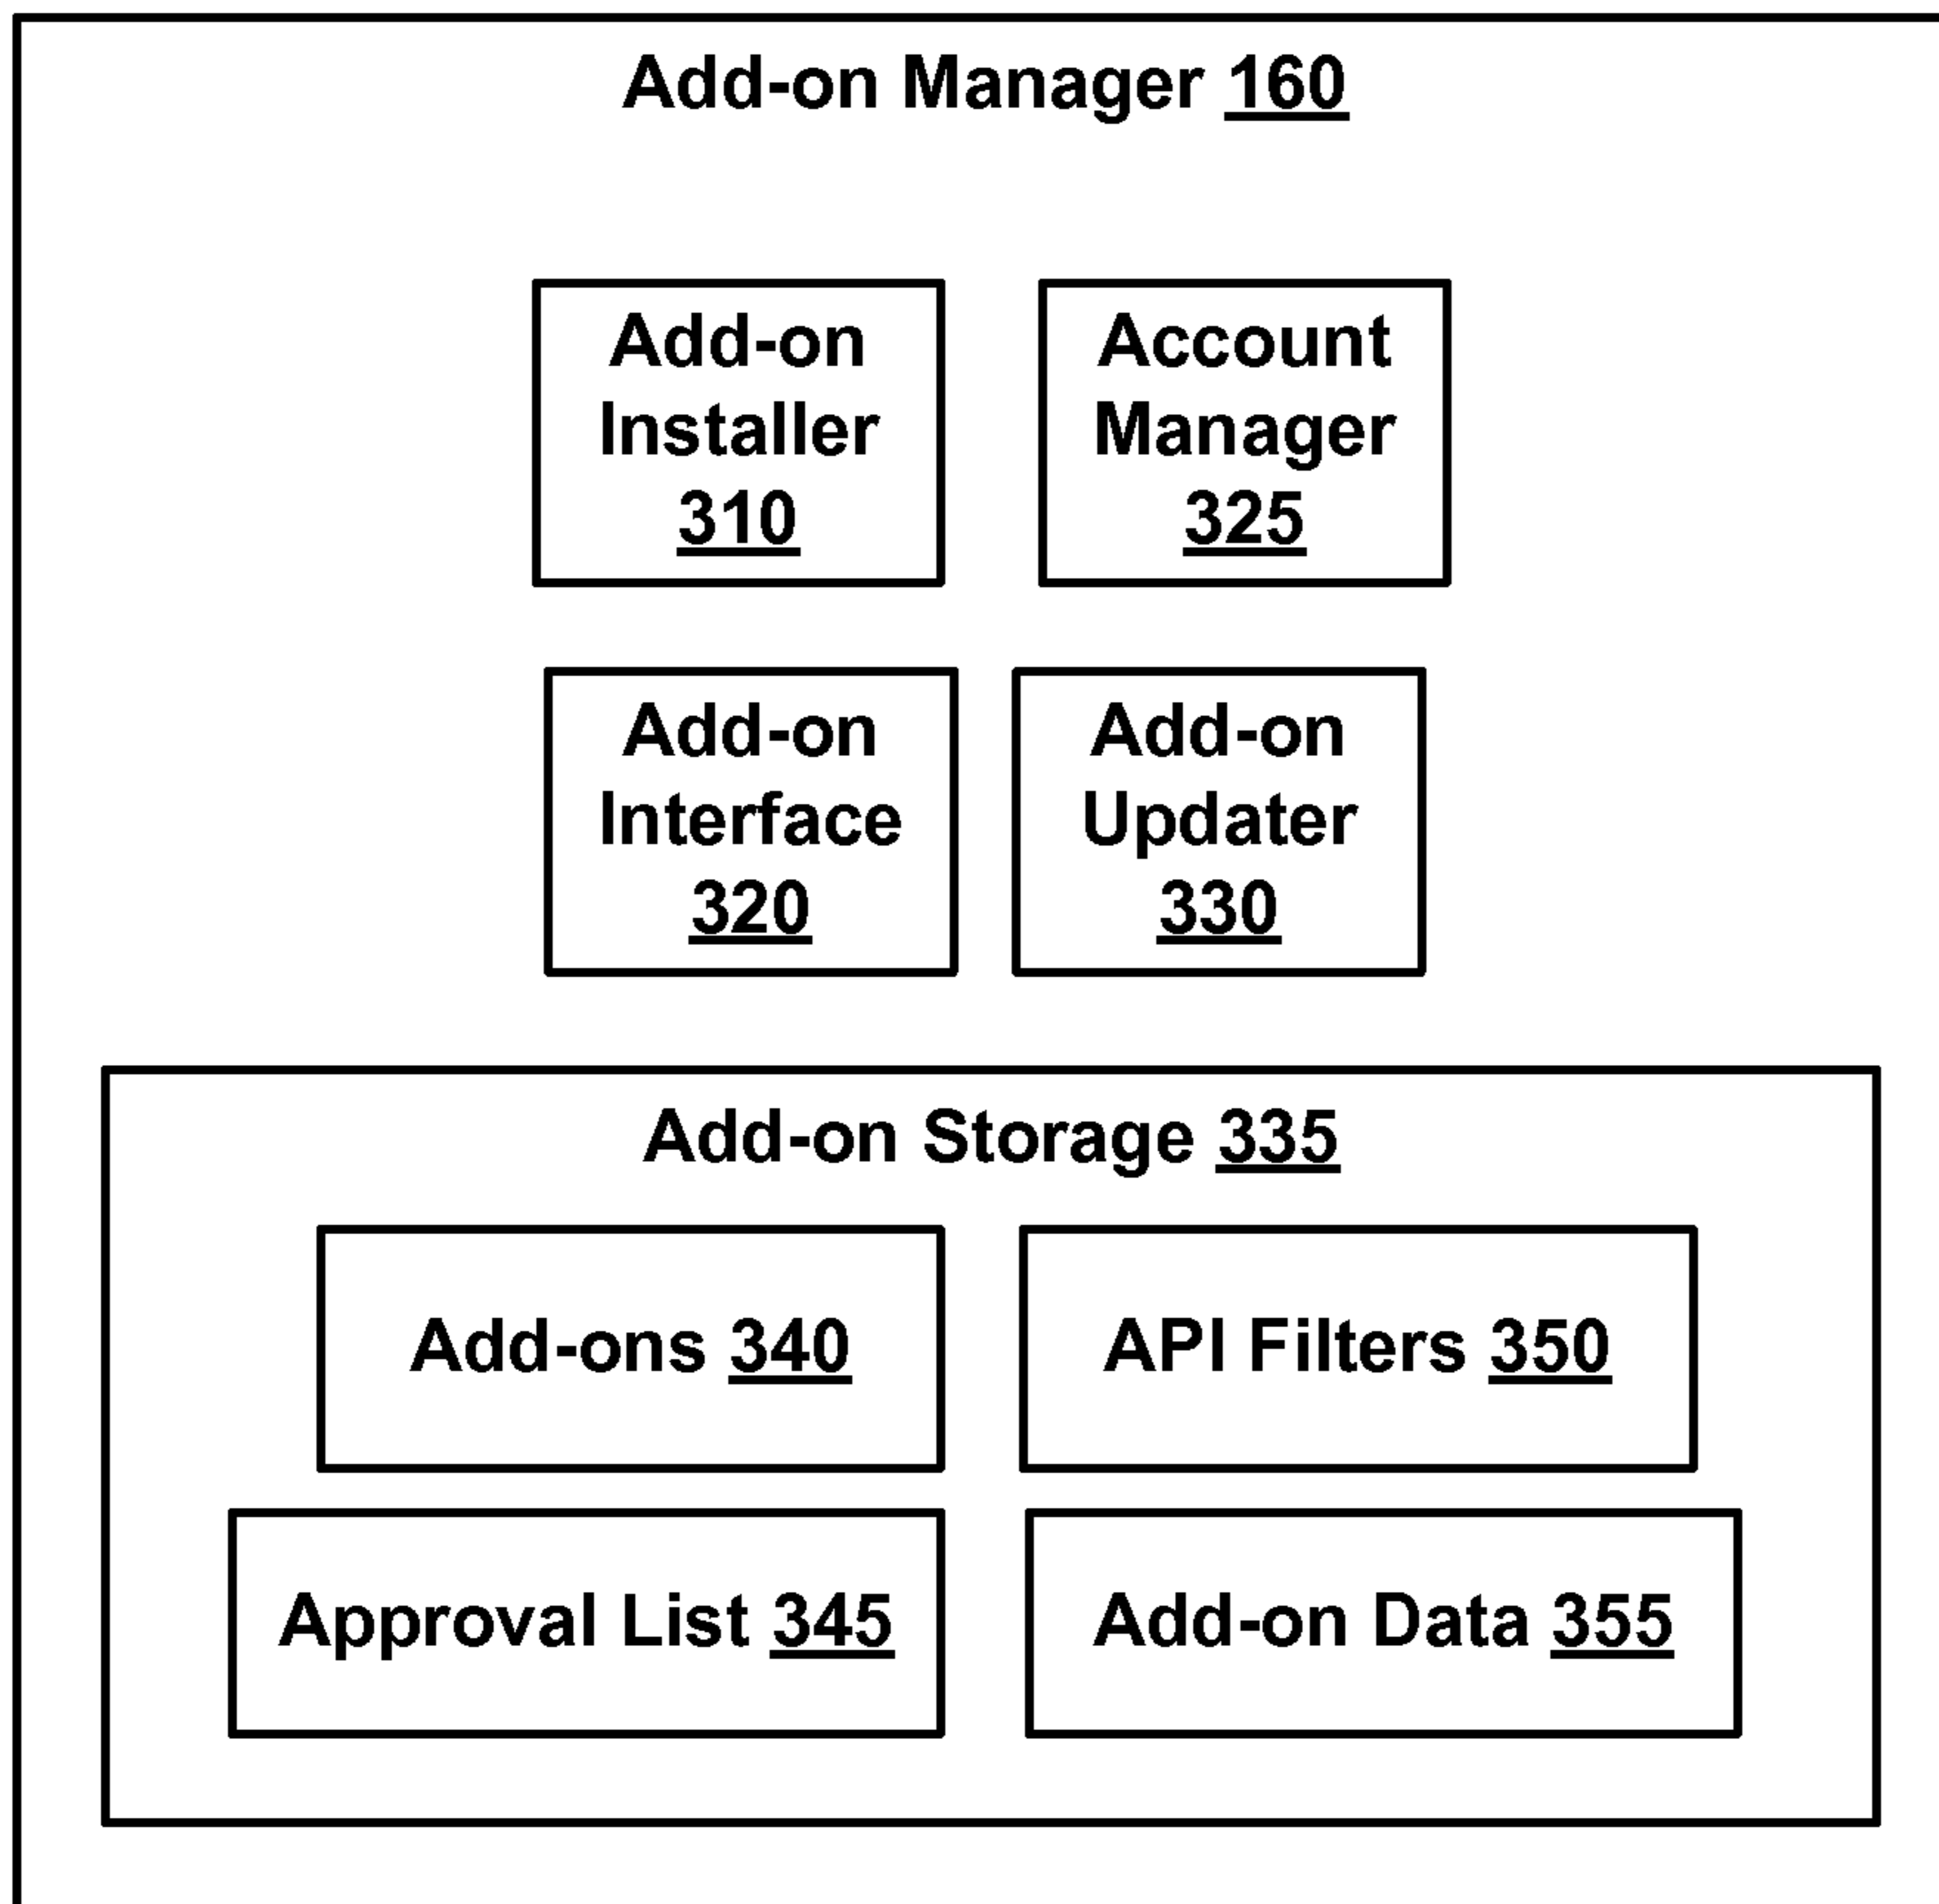 Add-on Manager 160
Add-on
Installer
310
Account
Manager
325
Add-on
Interface
320
Add-on
Updater
330
Add-on Storage 335
Add-ons 340
API Filters 350
Approval List 345
Add-on Data 355